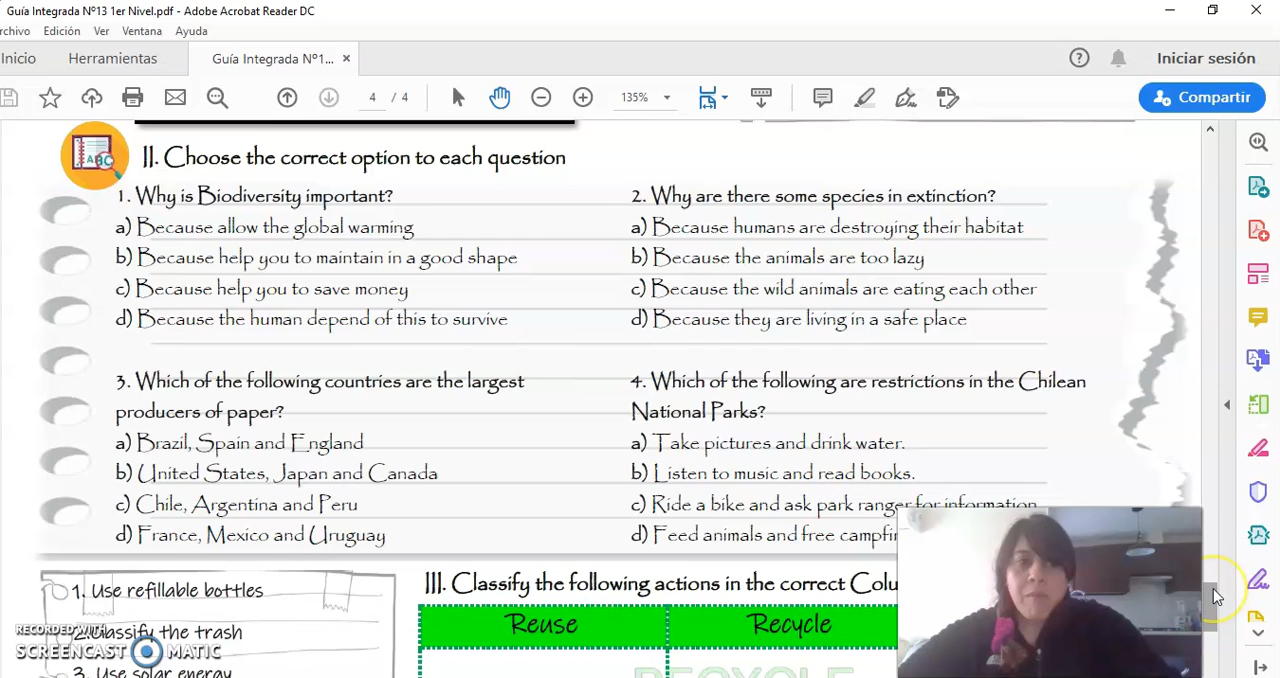 Guía Integrada Nº13 1er Nivel.pdf - Adobe Acrobat Reader DC
rchivo Edición Ver Ventana Ayuda
Inicio Herramientas Guía Integrada Nº1... × Iniciar sesión
4 / 4 135% Compartir
II. Choose the correct option to each question
1. Why is Biodiversity important?
a) Because allow the global warming
b) Because help you to maintain in a good shape
c) Because help you to save money
d) Because the human depend of this to survive
2. Why are there some species in extinction?
a) Because humans are destroying their habitat
b) Because the animals are too lazy
c) Because the wild animals are eating each other
d) Because they are living in a safe place
3. Which of the following countries are the largest
producers of paper?
a) Brazil, Spain and England
b) United States, Japan and Canada
c) Chile, Argentina and Peru
d) France, Mexico and Uruguay
4. Which of the following are restrictions in the Chilean
National Parks?
a) Take pictures and drink water.
b) Listen to music and read books.
c) Ride a bike and ask park ranger for information
d) Feed animals and free
1. Use refillable bottles
2. Classify the trash
3. Use solar energy
III. Classify the following actions in the correct
Reuse Recycle
RECYCLE
RECORDED WITH
SCREENCAST MATIC